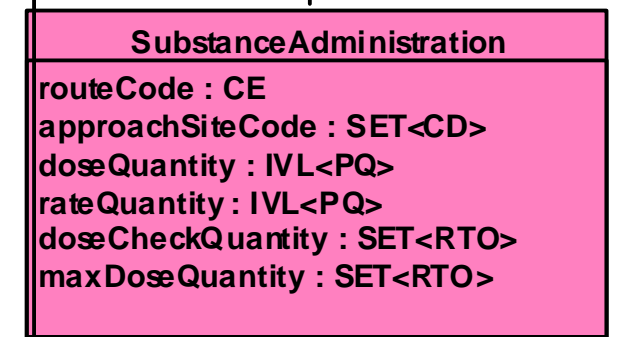 SubstanceAdministration
routeCode : CE
approachSiteCode : SET<CD>
doseQuantity : IVL<PQ>
rateQuantity : IVL<PQ>
doseCheckQuantity : SET<RTO>
maxDoseQuantity : SET<RTO>